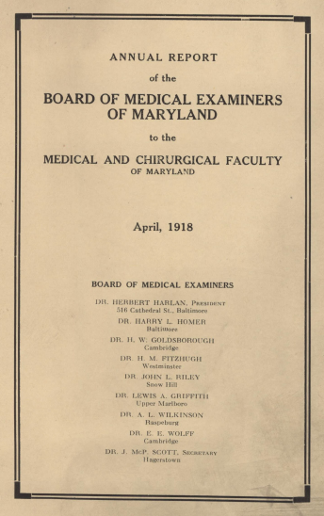 ANNUAL REPORT
of the
BOARD OF MEDICAL EXAMINERS
OF MARYLAND
to the
MEDICAL AND CHIRURGICAL FACULTY
OF MARYLAND
April, 1918
BOARD OF MEDICAL EXAMINERS
DR. HERBERT HARLAN, PRESIDENT
516 Cathedral St., Baltimore
DR. HARRY L. HOMER
Baltimore
DR. H. W. GOLDSBOROUGH
Cambridge
DR. H. M. FITZHUGH
Westminster
DR. JOHN L. RILEY
Snow Hill
DR. LEWIS A. GRIFFITH
Upper Marlboro
DR. A. L. WILKINSON
Raspeburg
DR. E. E. WOLFF
Cambridge
DR. J. McP. SCOTT, SECRETARY
Hagerstown